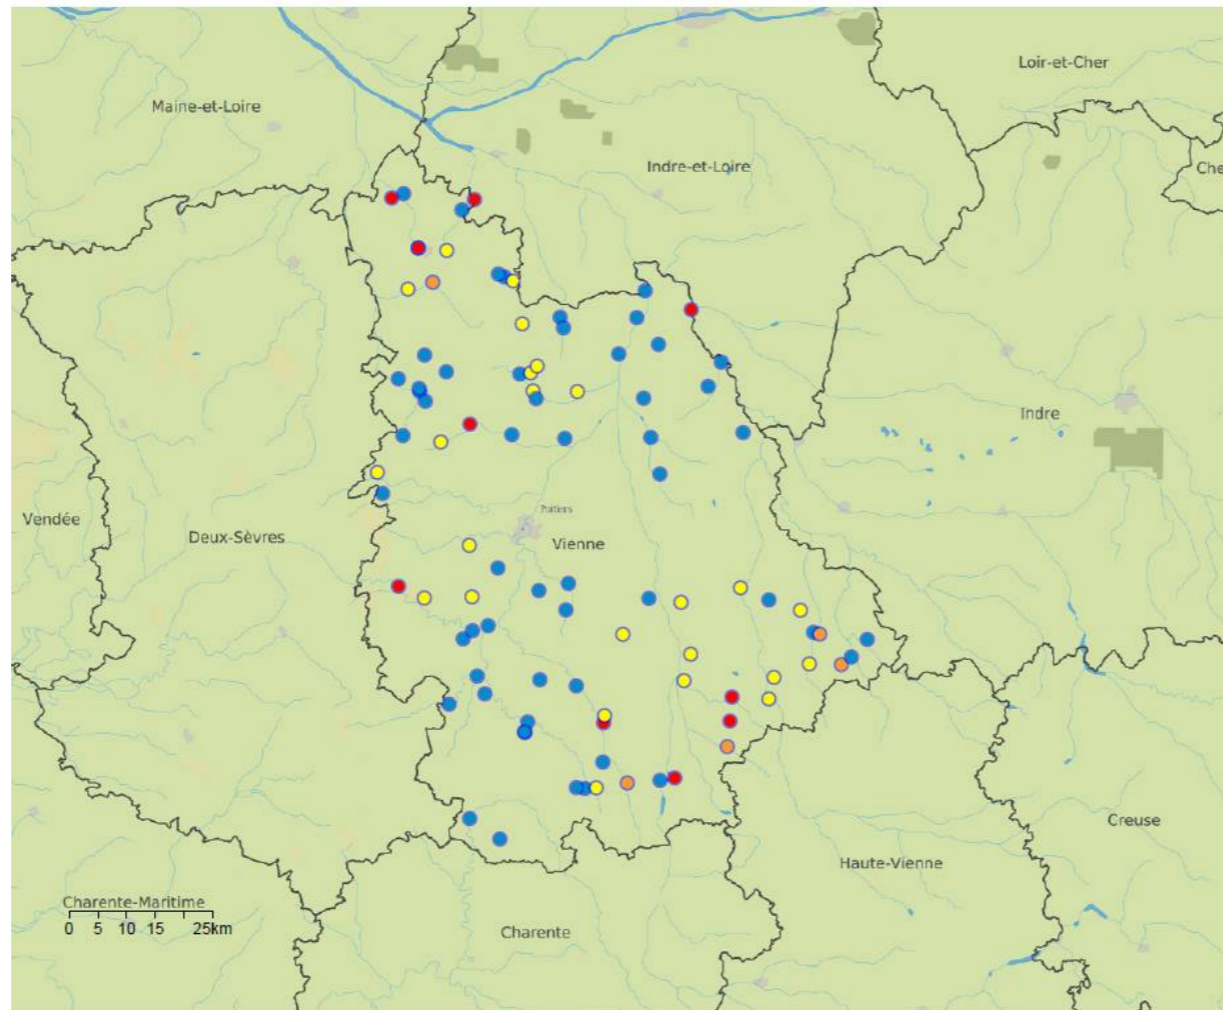 Loir-et-Cher
Maine-et-Loire
Indre-et-Loire
Che
Indre
Poitiers
Vendée
Deux-Sèvres
Vienne
Creuse
Haute-Vienne
Charente-Maritime
0 5 10 15 25km
Charente